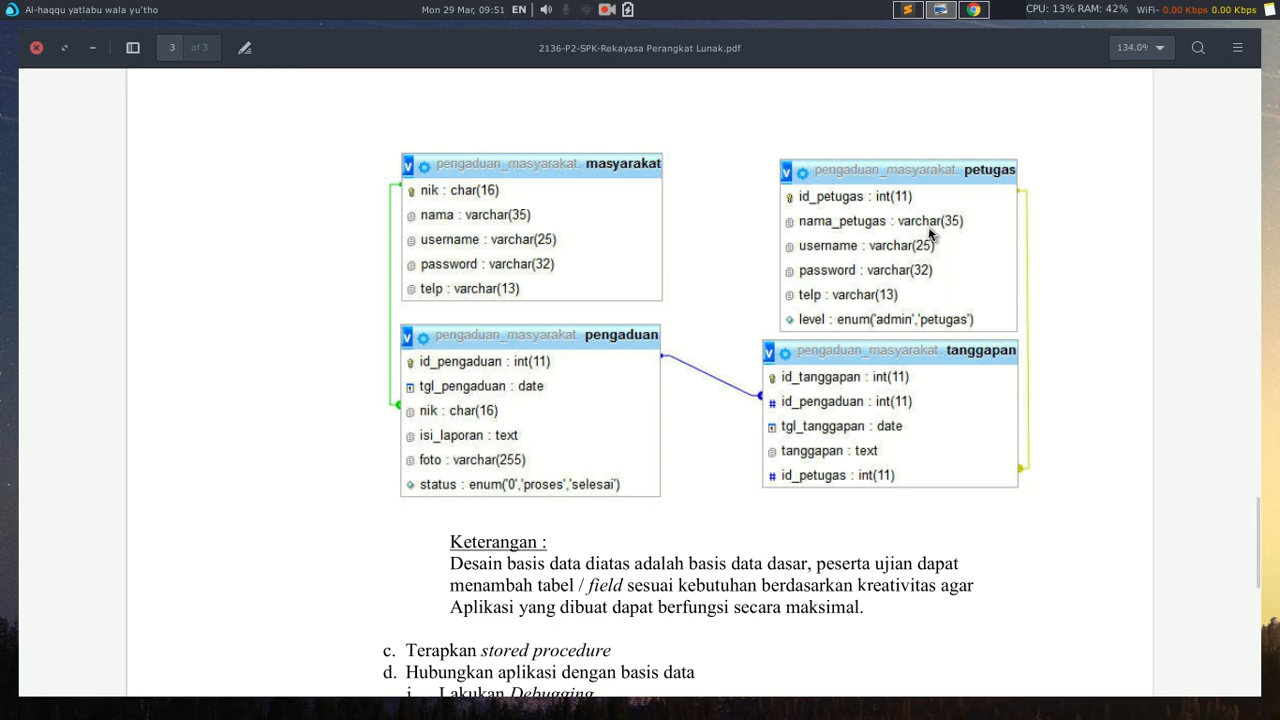 Al-haqqu yatlabu wala yu'tho
Mon 29 Mar, 09:51 EN
CPU: 13% RAM: 42% WiFi- 0.00 Kbps 0.00 Kbps
3 of 3
2136-P2-SPK-Rekayasa Perangkat Lunak.pdf
134.0%
pengaduan_masyarakat. masyarakat
nik : char(16)
nama : varchar(35)
username : varchar(25)
password : varchar(32)
telp : varchar(13)
pengaduan_masyarakat. petugas
id_petugas : int(11)
nama_petugas : varchar(35)
username : varchar(25)
password : varchar(32)
telp : varchar(13)
level : enum('admin','petugas')
pengaduan_masyarakat. pengaduan
id_pengaduan : int(11)
tgl_pengaduan : date
nik : char(16)
isi_laporan : text
foto : varchar(255)
status : enum('0','proses','selesai')
pengaduan_masyarakat. tanggapan
id_tanggapan : int(11)
id_pengaduan : int(11)
tgl_tanggapan : date
tanggapan : text
id_petugas : int(11)
Keterangan :
Desain basis data diatas adalah basis data dasar, peserta ujian dapat
menambah tabel / field sesuai kebutuhan berdasarkan kreativitas agar
Aplikasi yang dibuat dapat berfungsi secara maksimal.
c. Terapkan stored procedure
d. Hubungkan aplikasi dengan basis data
i. Lakukan Debugging